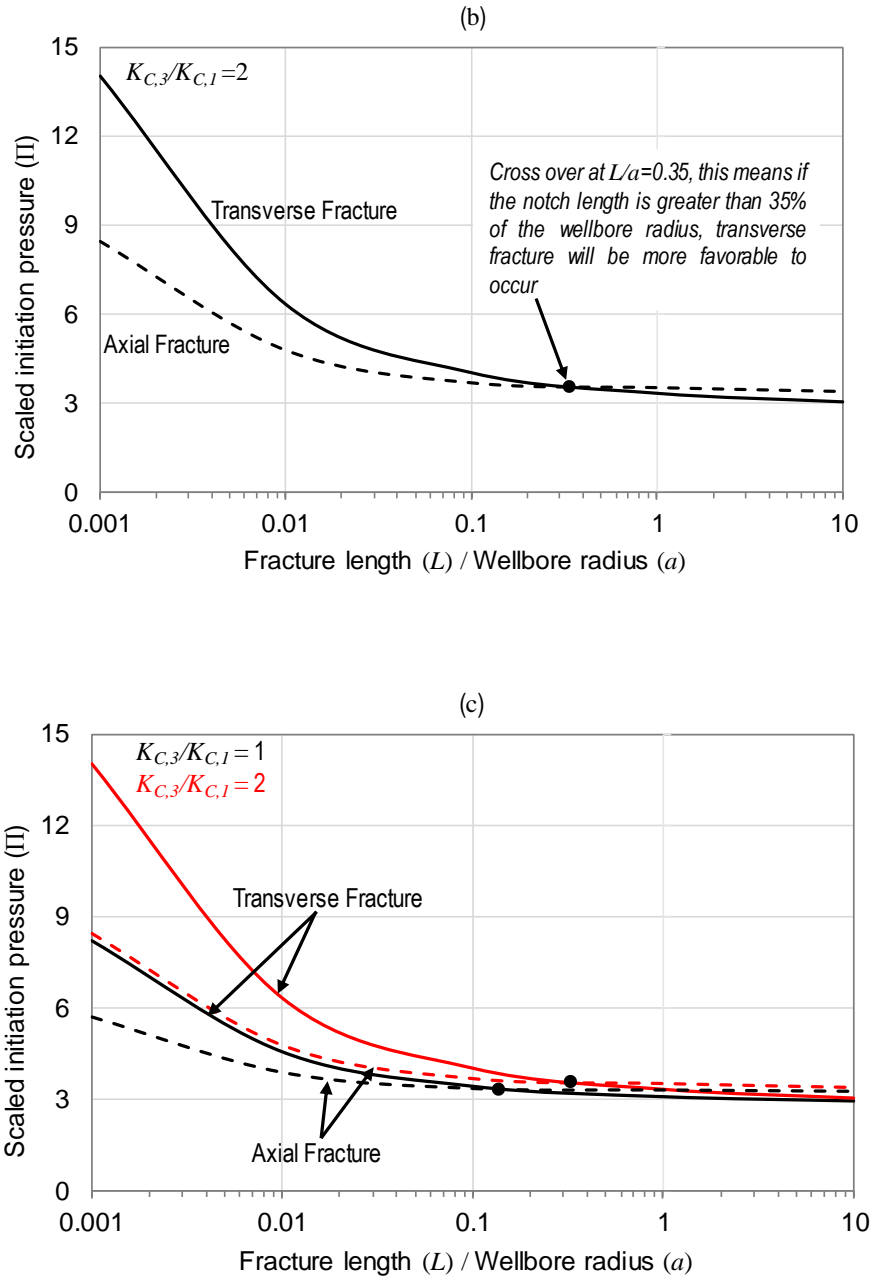 (b)
15
12
9
6
3
0
Scaled initiation pressure (Π)
K_{C,3}/K_{C,1} =2
Transverse Fracture
Axial Fracture
Cross over at L/a=0.35, this means if
the notch length is greater than 35%
of the wellbore radius, transverse
fracture will be more favorable to
occur
0.001 0.01 0.1 1 10
Fracture length (L) / Wellbore radius (a)
(c)
15
12
9
6
3
0
Scaled initiation pressure (Π)
K_{C,3}/K_{C,1} = 1
K_{C,3}/K_{C,1} = 2
Transverse Fracture
Axial Fracture
0.001 0.01 0.1 1 10
Fracture length (L) / Wellbore radius (a)